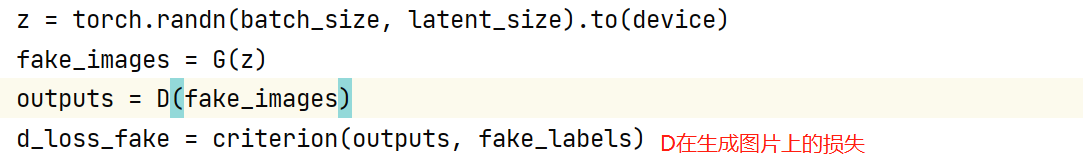 z = torch.randn(batch_size, latent_size).to(device)
fake_images = G(z)
outputs = D(fake_images)
d_loss_fake = criterion(outputs, fake_labels) D在生成图片上的损失